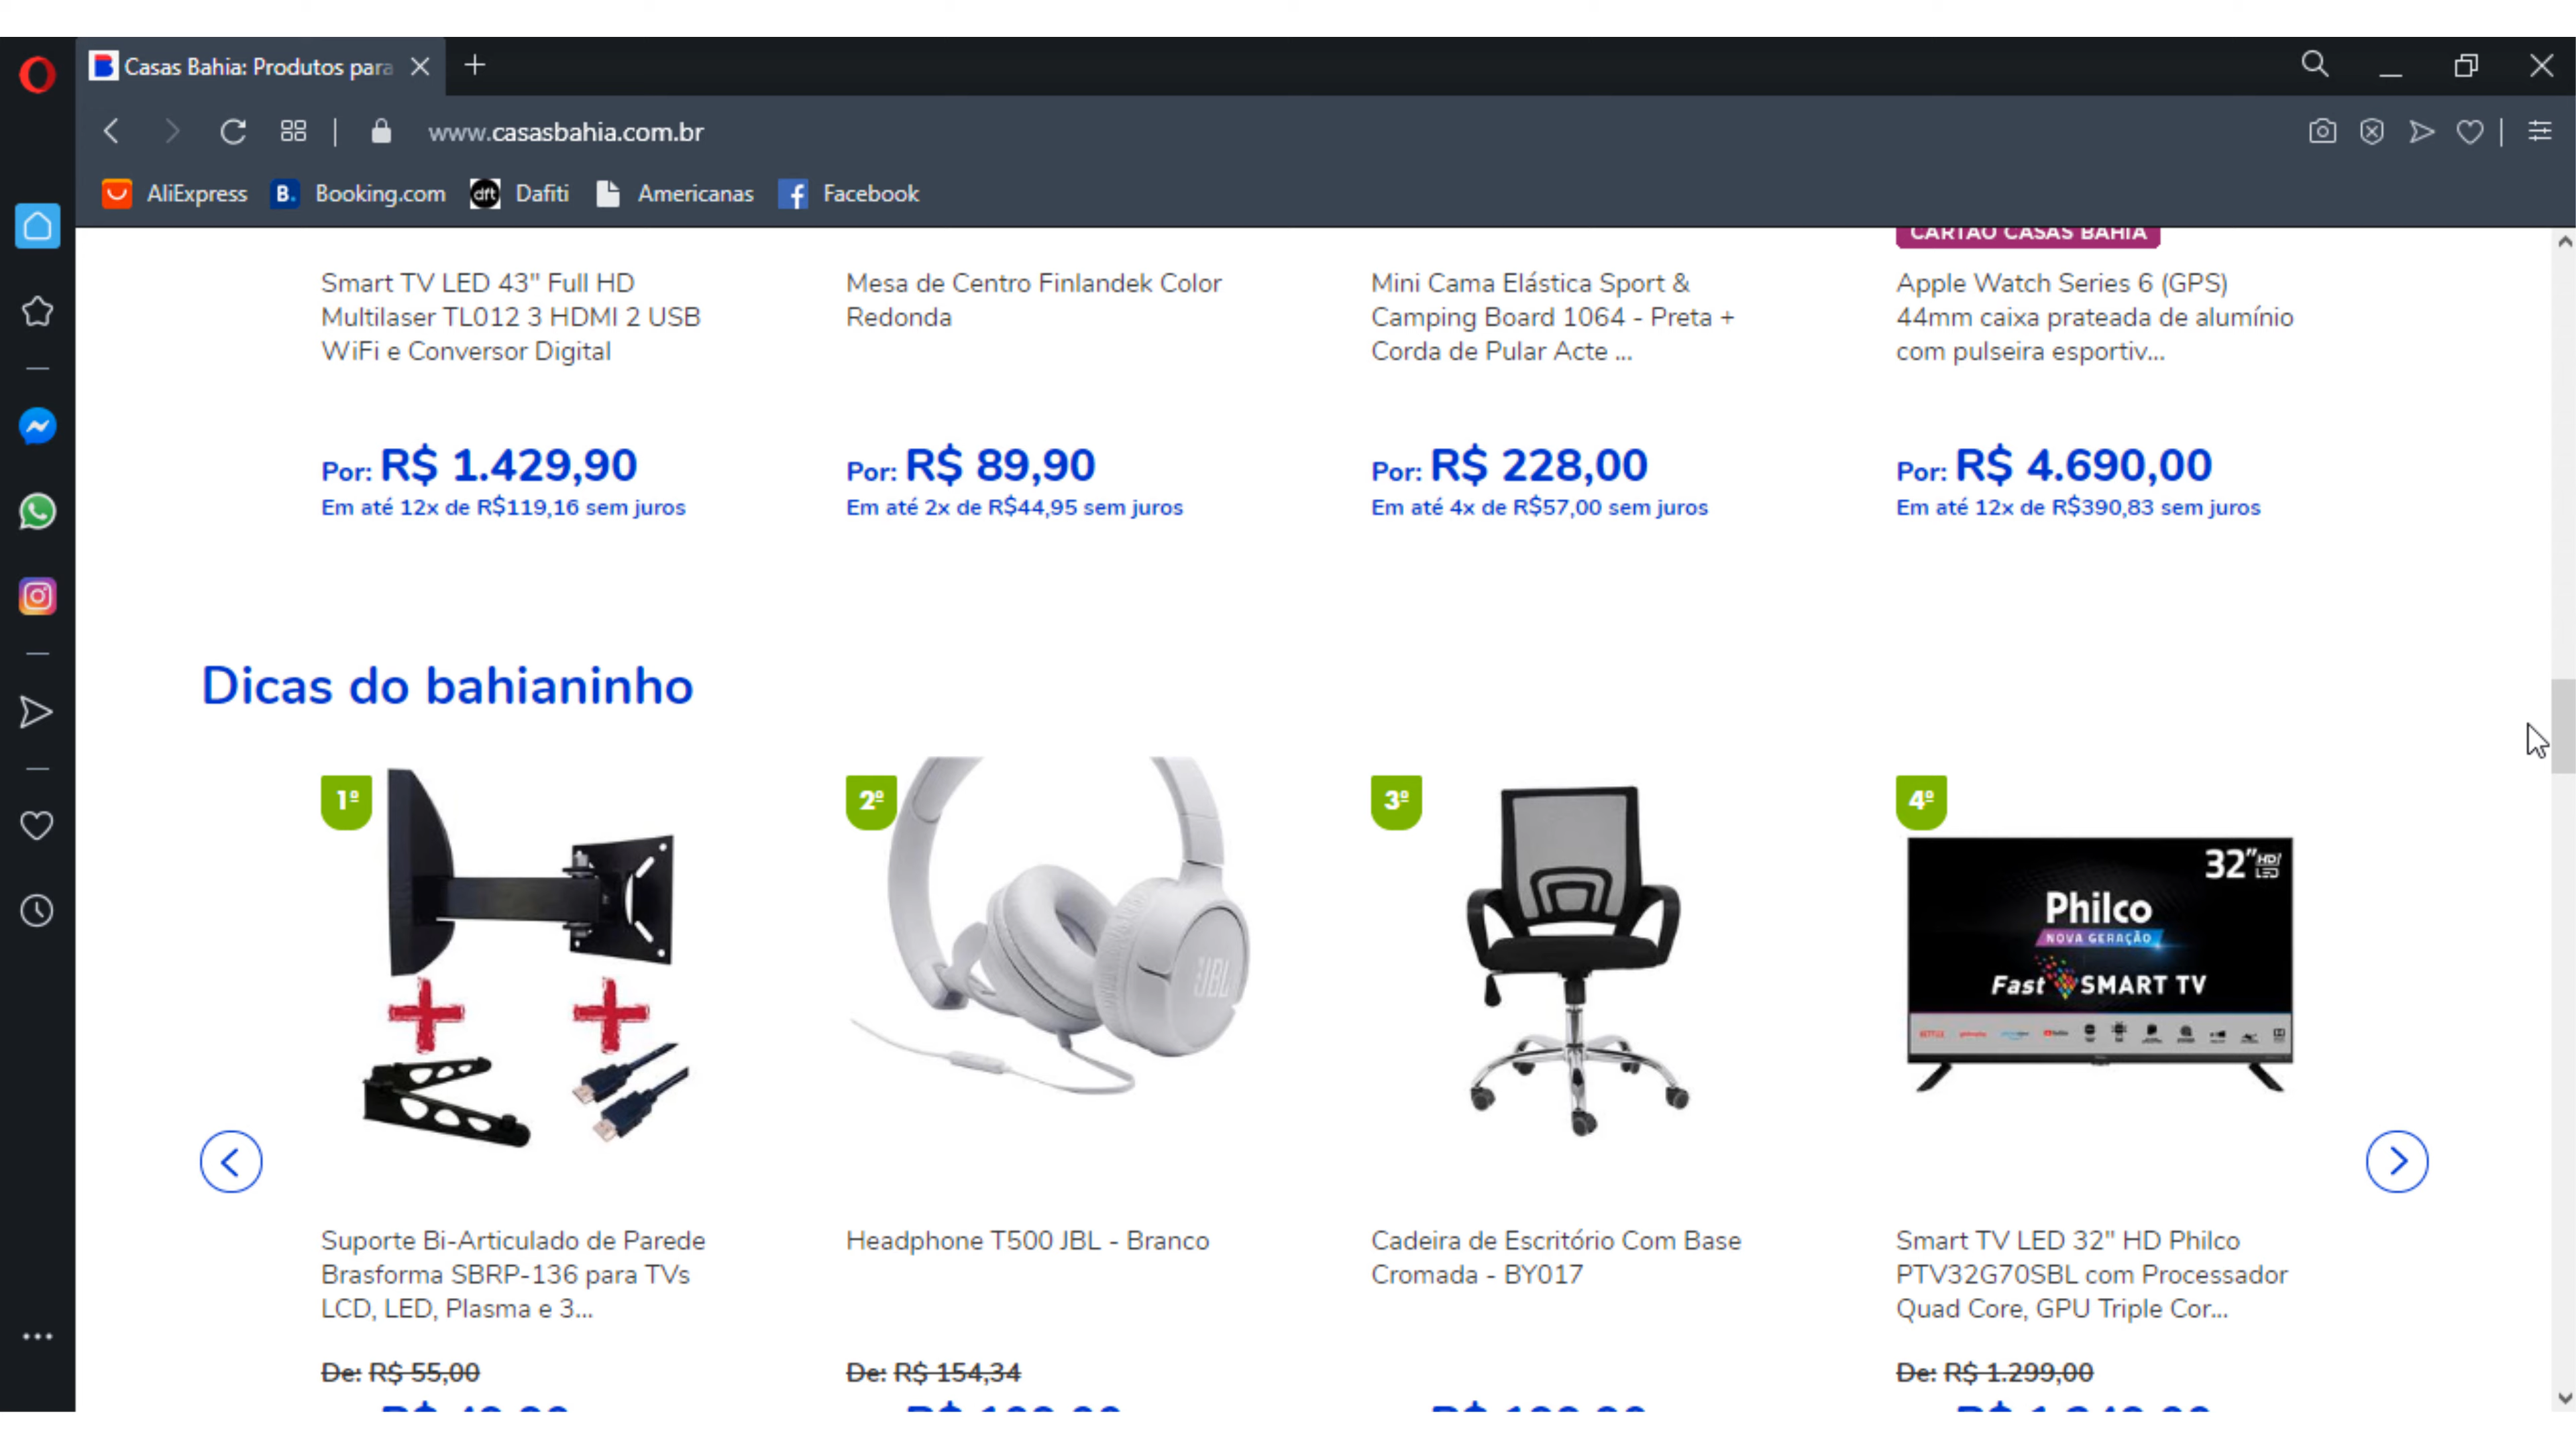 Casas Bahia: Produtos para
www.casasbahia.com.br
AliExpress
B. Booking.com
dft Dafiti
Americanas
Facebook
CARTÃO CASAS BAHIA
Smart TV LED 43" Full HD
Multilaser TL012 3 HDMI 2 USB
WiFi e Conversor Digital
Por: R$ 1.429,90
Em até 12x de R$119,16 sem juros
Mesa de Centro Finlandek Color
Redonda
Por: R$ 89,90
Em até 2x de R$44,95 sem juros
Mini Cama Elástica Sport &
Camping Board 1064 - Preta +
Corda de Pular Acte ...
Por: R$ 228,00
Em até 4x de R$57,00 sem juros
Apple Watch Series 6 (GPS)
44mm caixa prateada de alumínio
com pulseira esportiv...
Por: R$ 4.690,00
Em até 12x de R$390,83 sem juros
Dicas do bahianinho
1º
Suporte Bi-Articulado de Parede
Brasforma SBRP-136 para TVs
LCD, LED, Plasma e 3...
De: R$ 55,00
2º
JBL
Headphone T500 JBL - Branco
De: R$ 154,34
3º
Cadeira de Escritório Com Base
Cromada - BY017
4º
32" HD LED
Philco
NOVA GERAÇÃO
Fast SMART TV
NETFLIX
Smart TV LED 32" HD Philco
PTV32G70SBL com Processador
Quad Core, GPU Triple Cor...
De: R$ 1.299,00